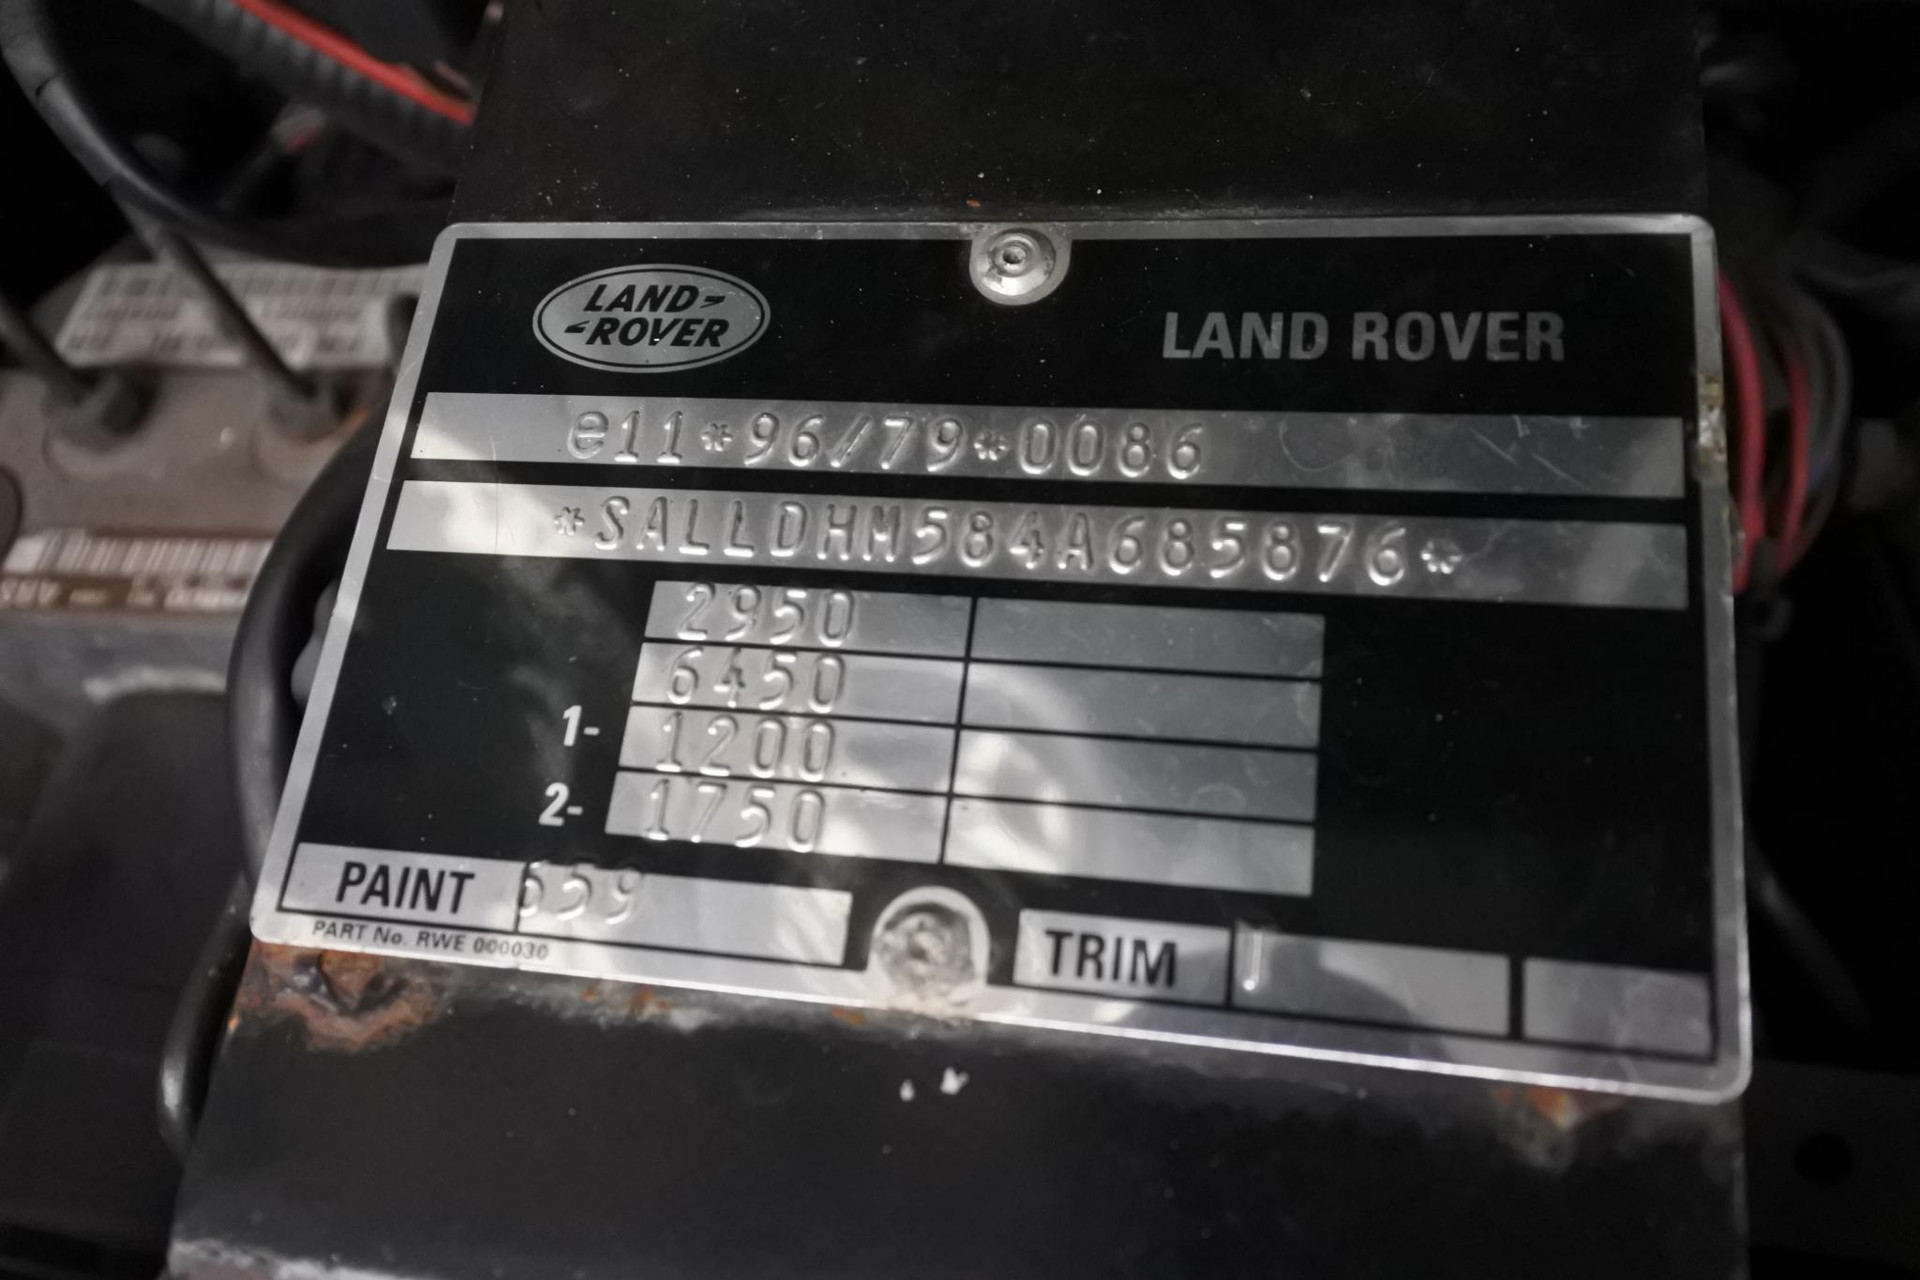 LAND
ROVER
LAND ROVER
e11*96/79*0086
*SALLDHM584A685876*
2950
6450
1- 1200
2- 1750
PAINT 659
TRIM
PART No. RWE 000030